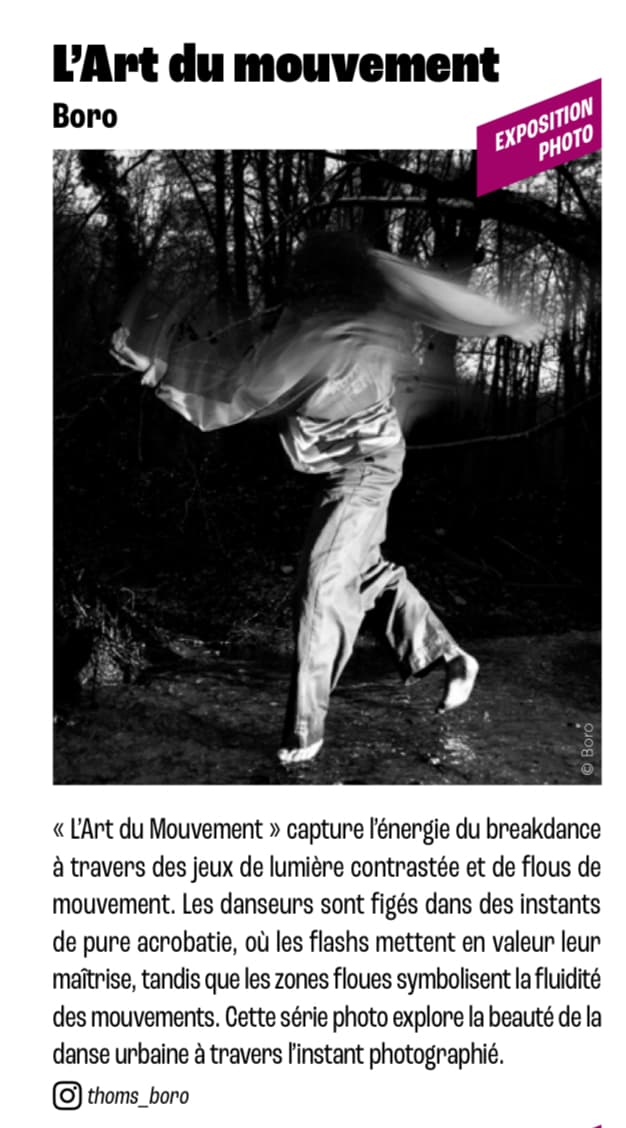 L'Art du mouvement
Boro
EXPOSITION
PHOTO
© Boro
« L'Art du Mouvement » capture l'énergie du breakdance
à travers des jeux de lumière contrastée et de flous de
mouvement. Les danseurs sont figés dans des instants
de pure acrobatie, où les flashs mettent en valeur leur
maîtrise, tandis que les zones floues symbolisent la fluidité
des mouvements. Cette série photo explore la beauté de la
danse urbaine à travers l'instant photographié.
thoms_boro